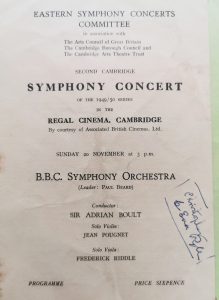 EASTERN SYMPHONY CONCERTS
COMMITTEE
in association with
The Arts Council of Great Britain
The Cambridge Borough Council and
The Cambridge Arts Theatre Trust
SECOND CAMBRIDGE
SYMPHONY CONCERT
OF THE 1949/50 SERIES
IN THE
REGAL CINEMA, CAMBRIDGE
By courtesy of Associated British Cinemas, Ltd.
SUNDAY 20 NOVEMBER at 3 p.m.
B.B.C. SYMPHONY ORCHESTRA
(Leader: PAUL BEARD)
Conductor
SIR ADRIAN BOULT
Solo Violin:
JEAN POUGNET
Solo Viola:
FREDERICK RIDDLE
PROGRAMME PRICE SIXPENCE